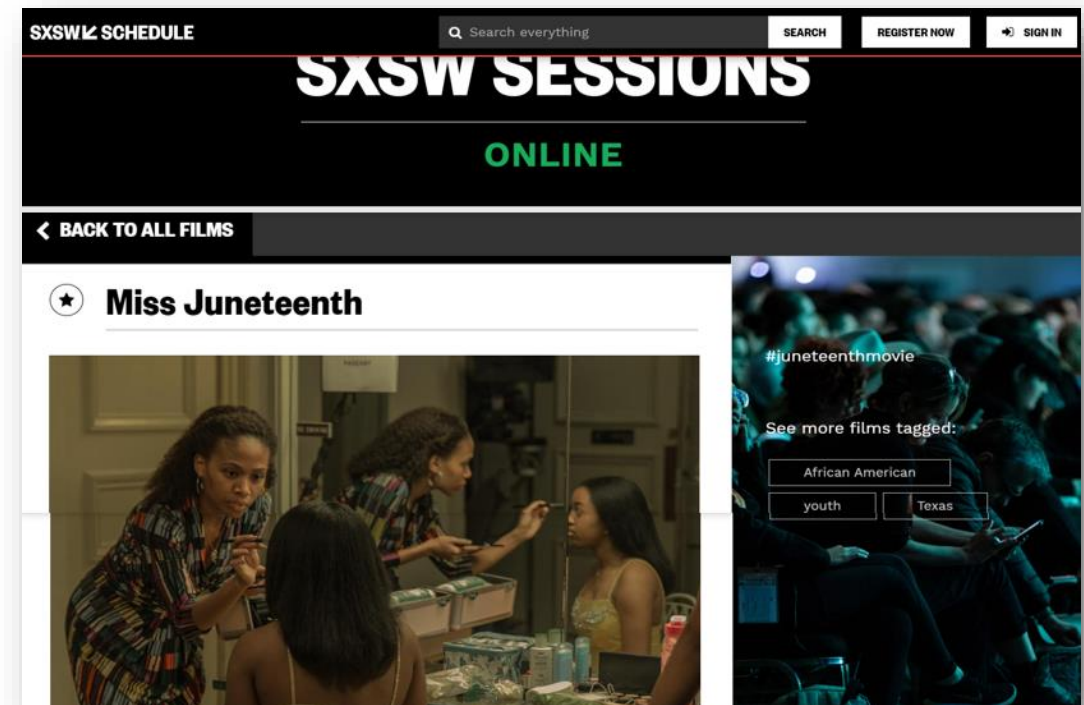 SXSW SCHEDULE
Search everything
SEARCH
REGISTER NOW
SIGN IN
SXSW SESSIONS
ONLINE
BACK TO ALL FILMS
Miss Juneteenth
#juneteenthmovie
See more films tagged:
African American
youth
Texas